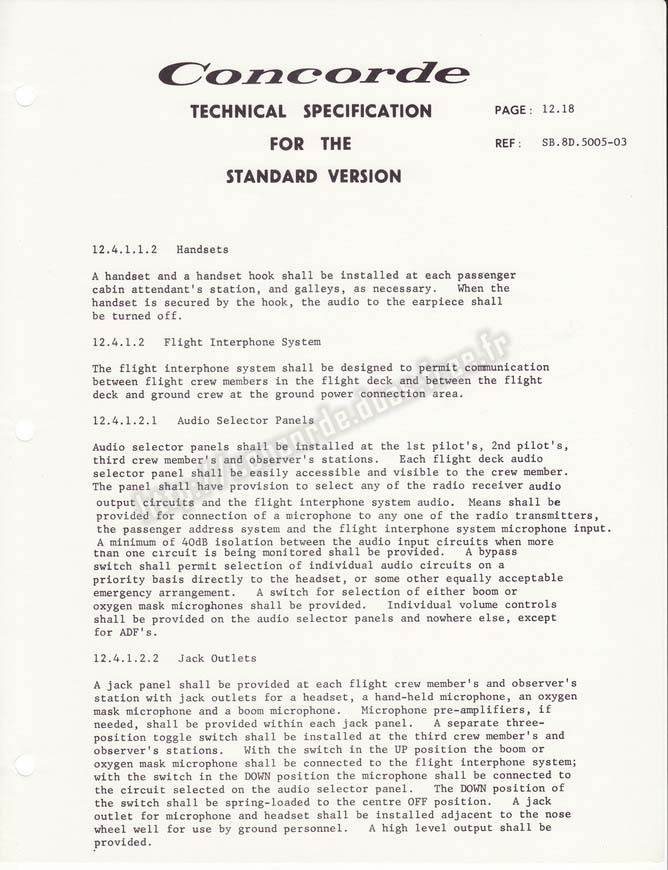 Concorde
TECHNICAL SPECIFICATION
FOR THE
STANDARD VERSION
PAGE: 12.18
REF: SB.8D.5005-03
12.4.1.1.2 Handsets
A handset and a handset hook shall be installed at each passenger
cabin attendant's station, and galleys, as necessary. When the
handset is secured by the hook, the audio to the earpiece shall
be turned off.
12.4.1.2 Flight Interphone System
The flight interphone system shall be designed to permit communication
between flight crew members in the flight deck and between the flight
deck and ground crew at the ground power connection area.
12.4.1.2.1 Audio Selector Panels
Audio selector panels shall be installed at the 1st pilot's, 2nd pilot's,
third crew member's and observer's stations. Each flight deck audio
selector panel shall be easily accessible and visible to the crew member.
The panel shall have provision to select any of the radio receiver audio
output circuits and the flight interphone system audio. Means shall be
provided for connection of a microphone to any one of the radio transmitters,
the passenger address system and the flight interphone system microphone input.
A minimum of 40dB isolation between the audio input circuits when more
than one circuit is being monitored shall be provided. A bypass
switch shall permit selection of individual audio circuits on a
priority basis directly to the headset, or some other equally acceptable
emergency arrangement. A switch for selection of either boom or
oxygen mask microphones shall be provided. Individual volume controls
shall be provided on the audio selector panels and nowhere else, except
for ADF's.
12.4.1.2.2 Jack Outlets
A jack panel shall be provided at each flight crew member's and observer's
station with jack outlets for a headset, a hand-held microphone, an oxygen
mask microphone and a boom microphone. Microphone pre-amplifiers, if
needed, shall be provided within each jack panel. A separate three-
position toggle switch shall be installed at the third crew member's and
observer's stations. With the switch in the UP position the boom or
oxygen mask microphone shall be connected to the flight interphone system;
with the switch in the DOWN position the microphone shall be connected to
the circuit selected on the audio selector panel. The DOWN position of
the switch shall be spring-loaded to the centre OFF position. A jack
outlet for microphone and headset shall be installed adjacent to the nose
wheel well for use by ground personnel. A high level output shall be
provided.